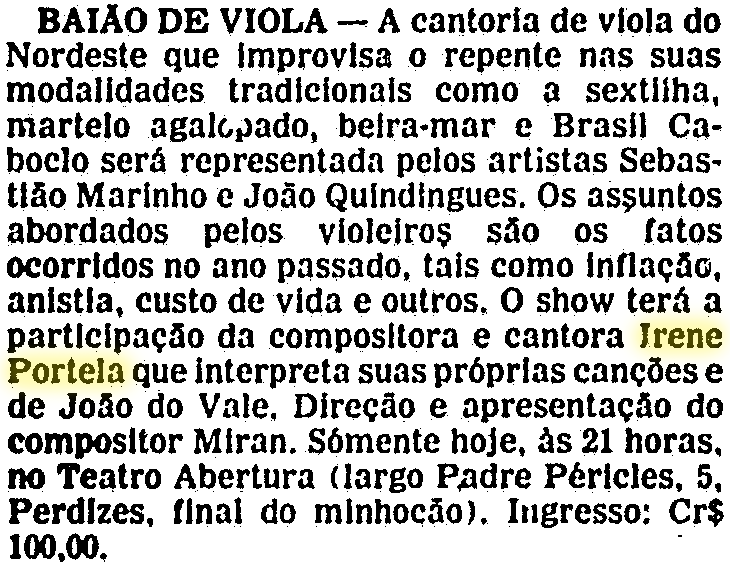 BAIÃO DE VIOLA — A cantoria de viola do
Nordeste que improvisa o repente nas suas
modalidades tradicionais como a sextilha,
martelo agalopado, beira-mar e Brasil Ca-
boclo será representada pelos artistas Sebas-
tião Marinho e João Quindingues. Os assuntos
abordados pelos violeiros são os fatos
ocorridos no ano passado, tais como inflação,
anistia, custo de vida e outros. O show terá a
participação da compositora e cantora Irene
Portela que interpreta suas próprias canções e
de João do Vale. Direção e apresentação do
compositor Miran. Sómente hoje, às 21 horas,
no Teatro Abertura (largo Padre Péricles, 5,
Perdizes, final do minhocão). Ingresso: Cr$
100,00.